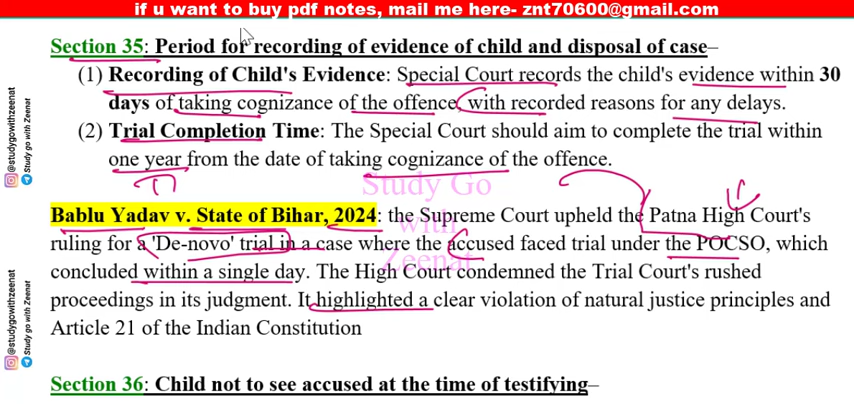 if u want to buy pdf notes, mail me here- znt70600@gmail.com
Section 35: Period for recording of evidence of child and disposal of case–
(1) Recording of Child's Evidence: Special Court records the child's evidence within 30
days of taking cognizance of the offence, with recorded reasons for any delays.
(2) Trial Completion Time: The Special Court should aim to complete the trial within
one year from the date of taking cognizance of the offence.
Study Go
with
Zeenat
Bablu Yadav v. State of Bihar, 2024: the Supreme Court upheld the Patna High Court's
ruling for a 'De-novo' trial in a case where the accused faced trial under the POCSO, which
concluded within a single day. The High Court condemned the Trial Court's rushed
proceedings in its judgment. It highlighted a clear violation of natural justice principles and
Article 21 of the Indian Constitution
Section 36: Child not to see accused at the time of testifying–
@studygowithzeenat
Study go with Zeenat
@studygowithzeenat
Study go with Zeenat